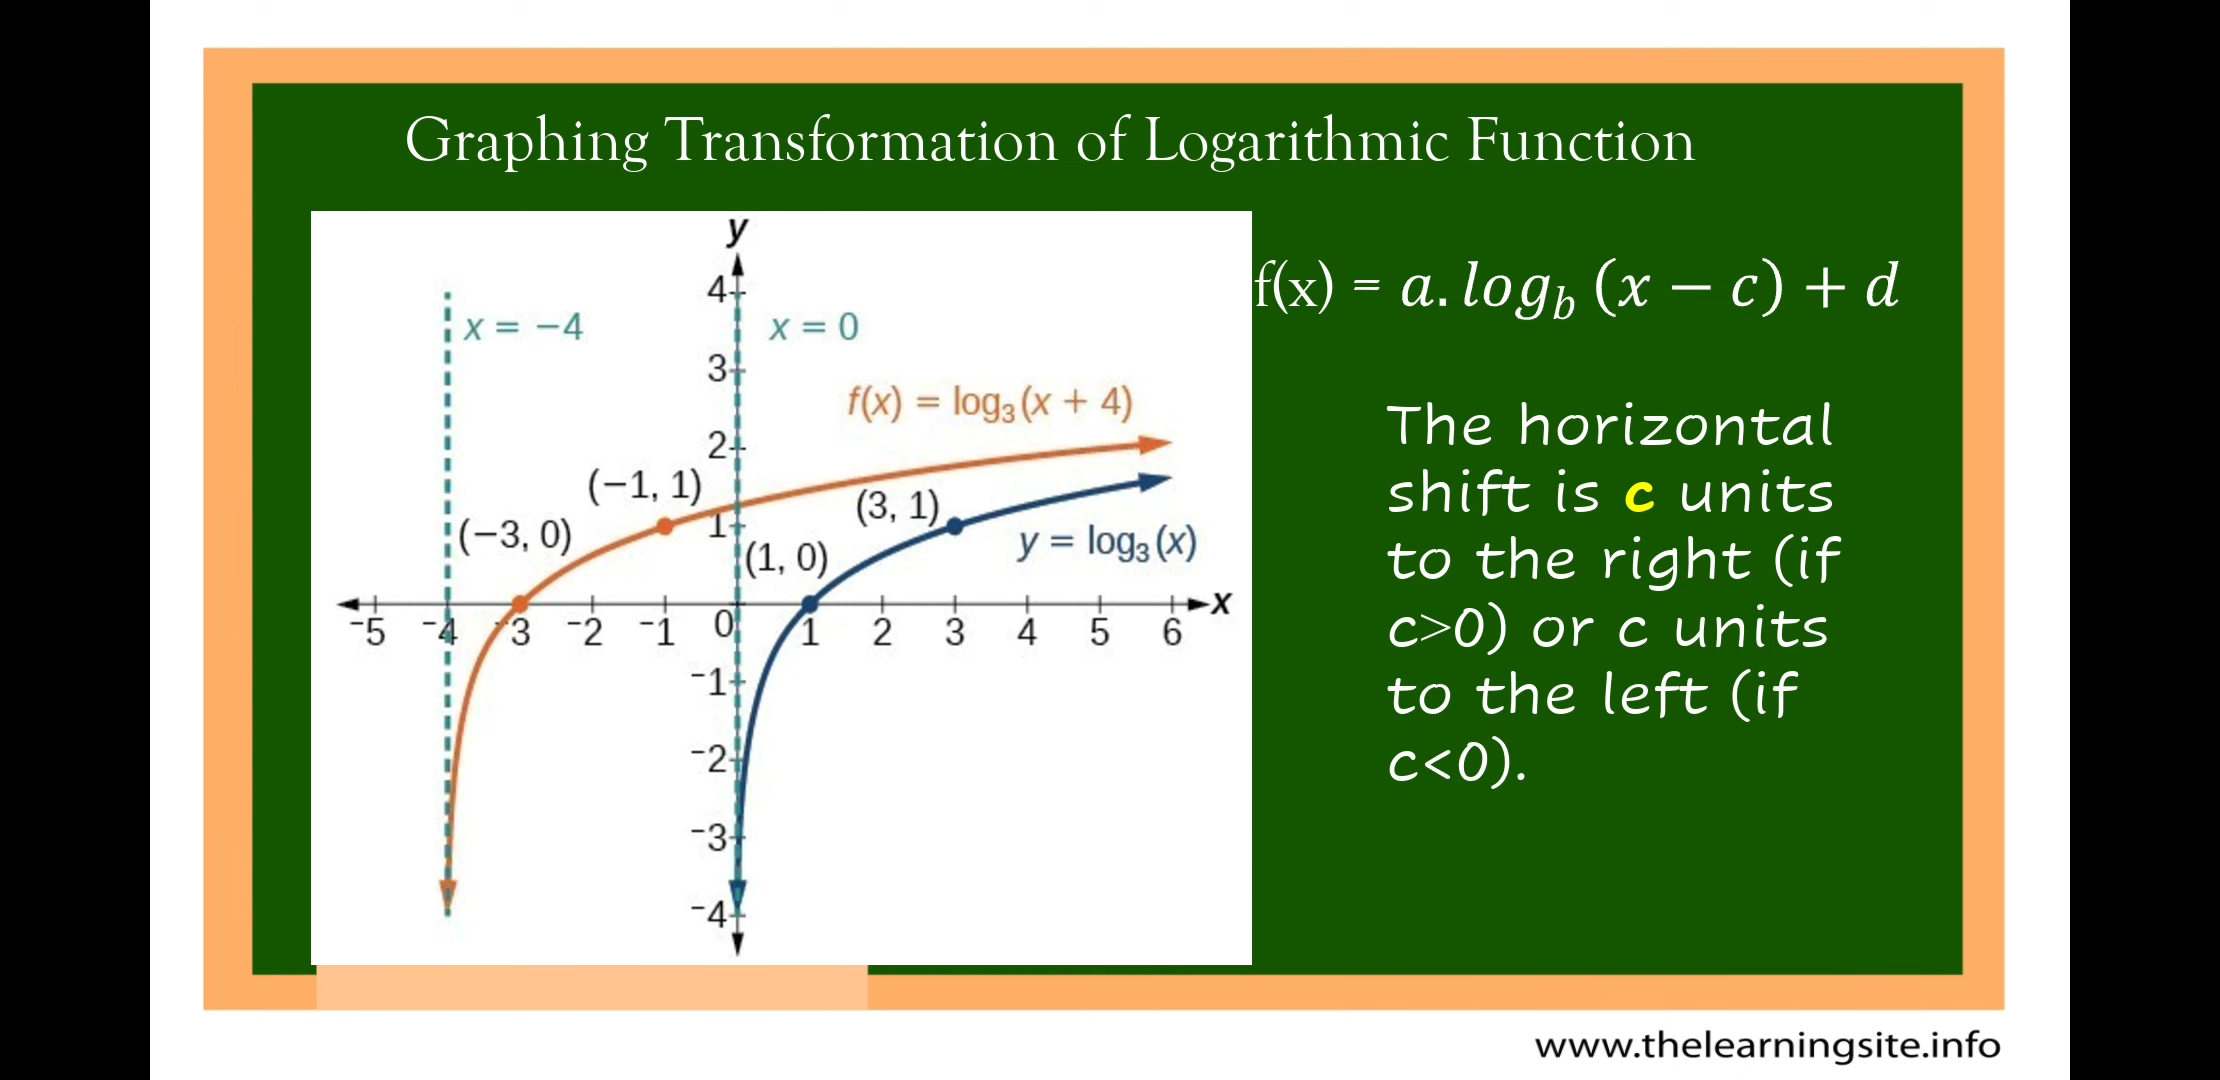 Graphing Transformation of Logarithmic Function
y
4
x = −4
x = 0
f(x) = a. log_b (x − c) + d
3
f(x) = log₃(x + 4)
2
(−1, 1)
(3, 1)
(−3, 0)
1
(1, 0)
y = log₃(x)
x
-5 -4 -3 -2 -1 0 1 2 3 4 5 6
-1
-2
-3
-4
The horizontal
shift is c units
to the right (if
c>0) or c units
to the left (if
c<0).
www.thelearningsite.info